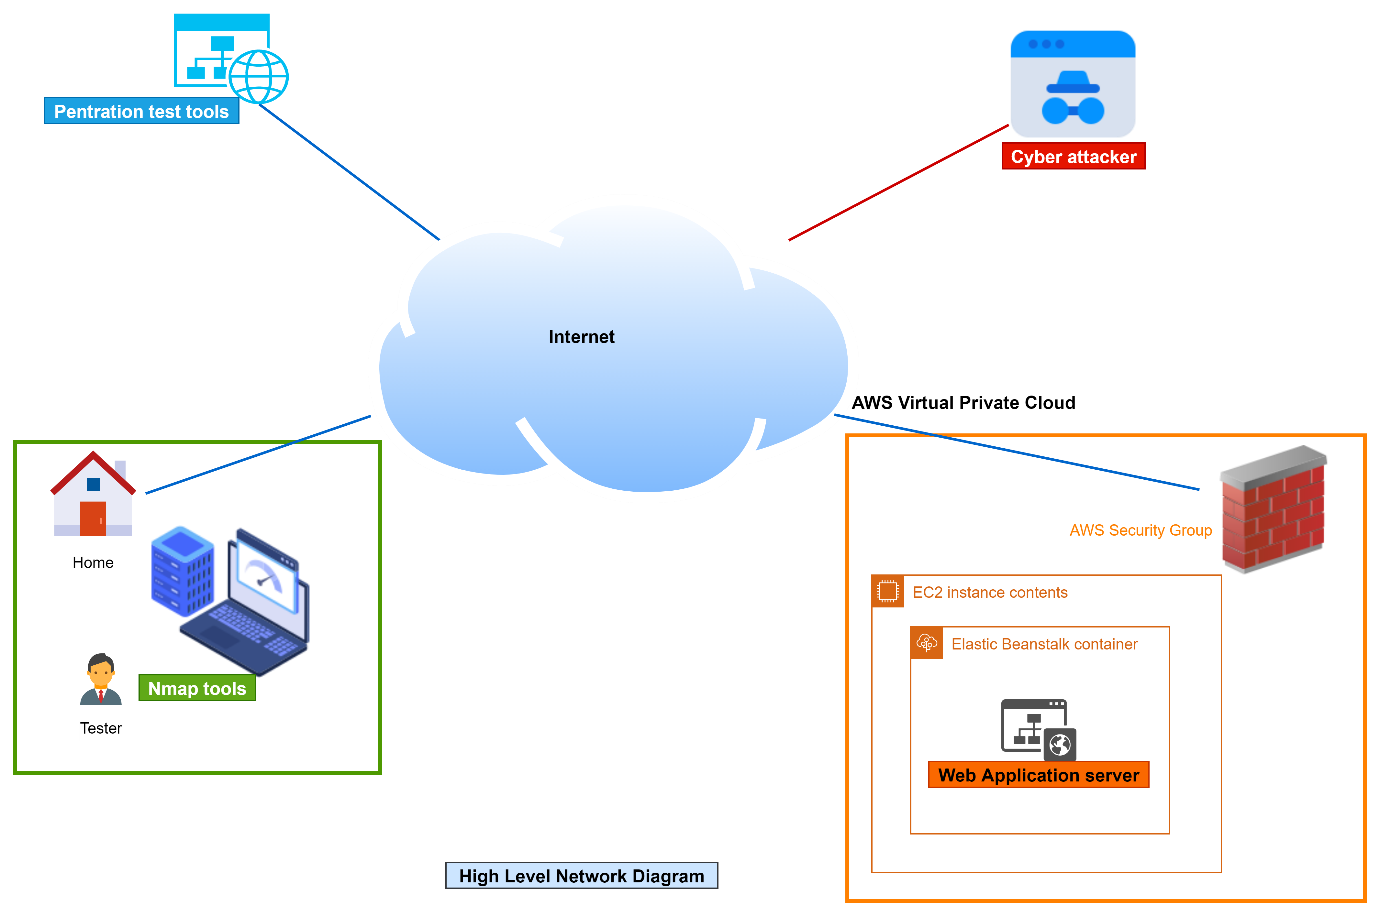 Pentration test tools
Cyber attacker
Internet
AWS Virtual Private Cloud
Home
Nmap tools
Tester
AWS Security Group
EC2 instance contents
Elastic Beanstalk container
Web Application server
High Level Network Diagram